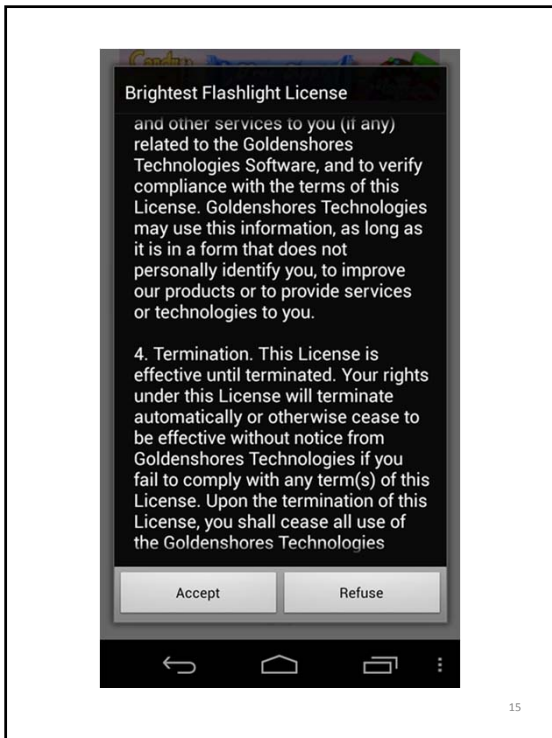 Brightest Flashlight License
and other services to you (if any)
related to the Goldenshores
Technologies Software, and to verify
compliance with the terms of this
License. Goldenshores Technologies
may use this information, as long as
it is in a form that does not
personally identify you, to improve
our products or to provide services
or technologies to you.
4. Termination. This License is
effective until terminated. Your rights
under this License will terminate
automatically or otherwise cease to
be effective without notice from
Goldenshores Technologies if you
fail to comply with any term(s) of this
License. Upon the termination of this
License, you shall cease all use of
the Goldenshores Technologies
Accept
Refuse
15